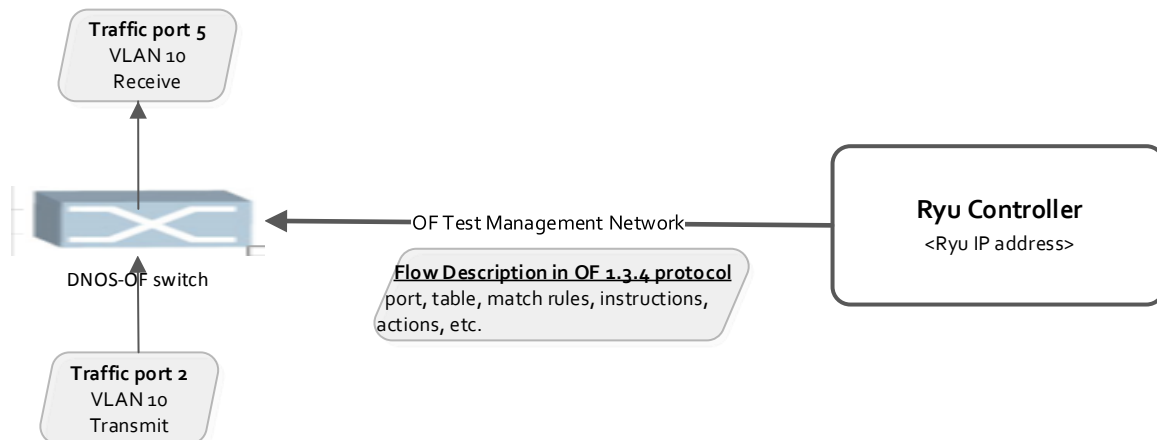 Traffic port 5
VLAN 10
Receive
OF Test Management Network
Ryu Controller
<Ryu IP address>
DNOS-OF switch
Flow Description in OF 1.3.4 protocol
port, table, match rules, instructions,
actions, etc.
Traffic port 2
VLAN 10
Transmit